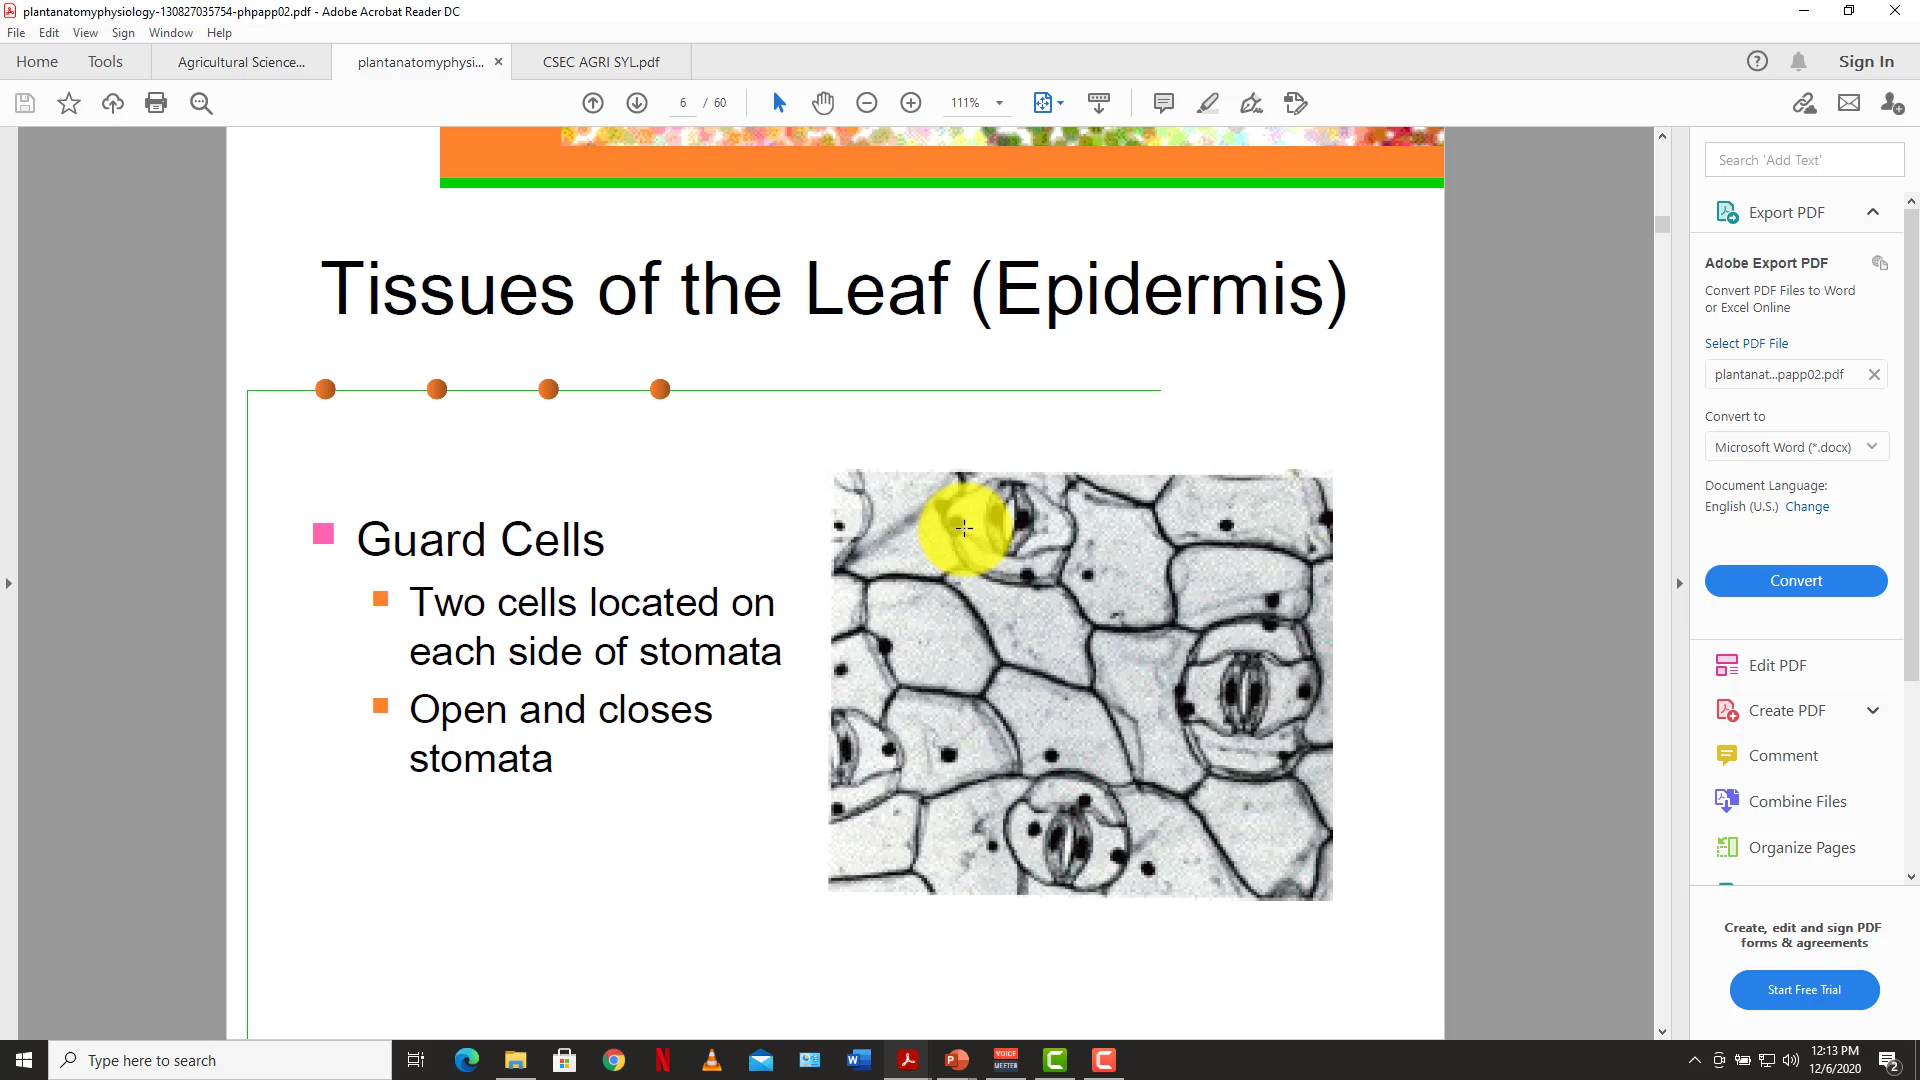 plantanatomyphysiology-130827035754-phpapp02.pdf - Adobe Acrobat Reader DC
File Edit View Sign Window Help
Home Tools Agricultural Science... plantanatomyphysi... CSEC AGRI SYL.pdf Sign In
6 / 60 111%
Tissues of the Leaf (Epidermis)
Guard Cells
Two cells located on
each side of stomata
Open and closes
stomata
Search 'Add Text'
Export PDF
Adobe Export PDF
Convert PDF Files to Word
or Excel Online
Select PDF File
plantanat...papp02.pdf
Convert to
Microsoft Word (*.docx)
Document Language:
English (U.S.) Change
Convert
Edit PDF
Create PDF
Comment
Combine Files
Organize Pages
Create, edit and sign PDF
forms & agreements
Start Free Trial
Type here to search
VOICE
MEETER
12:13 PM
12/6/2020
2